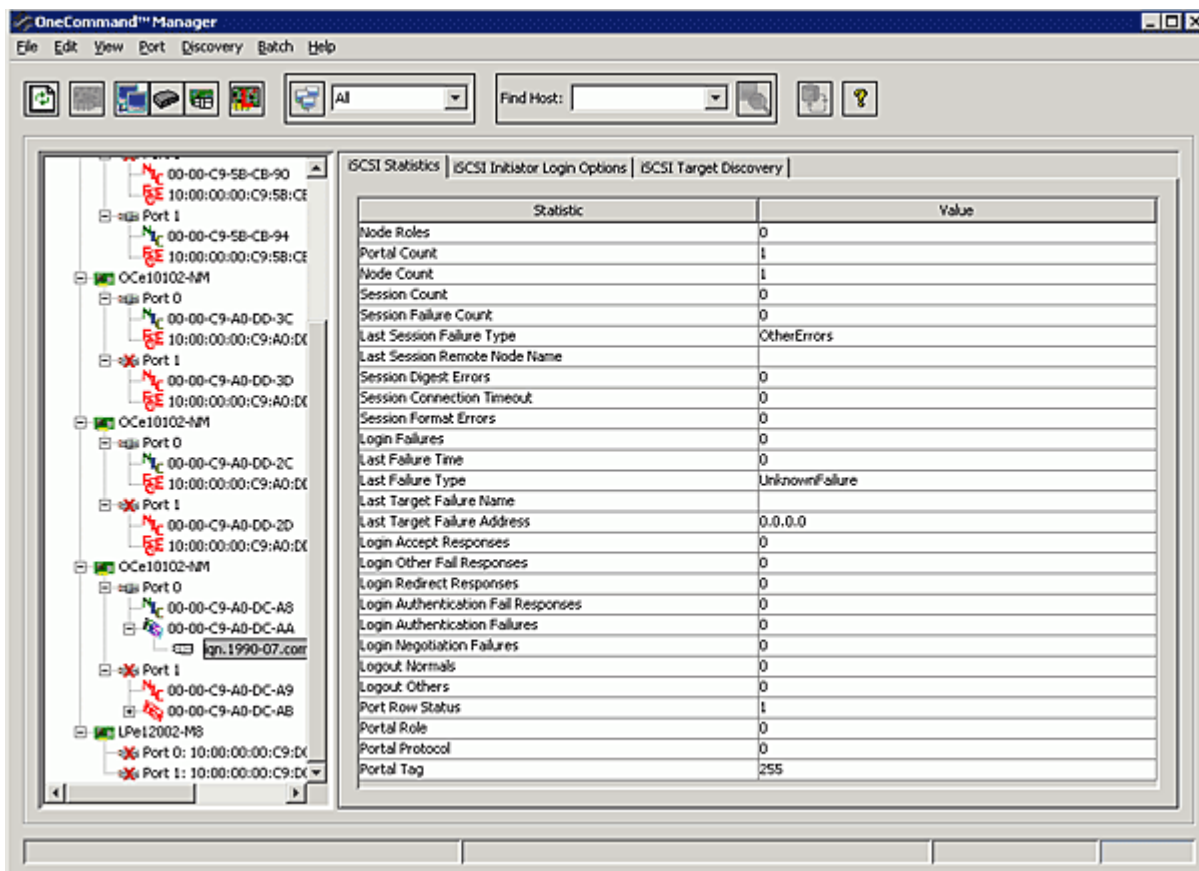 OneCommand™ Manager
File Edit View Port Discovery Batch Help
All
Find Host:
00-00-C9-5B-CB-90
10:00:00:00:C9:5B:CE
Port 1
00-00-C9-5B-CB-94
10:00:00:00:C9:5B:CE
OCe10102-NM
Port 0
00-00-C9-A0-DD-3C
10:00:00:00:C9:A0:DD
Port 1
00-00-C9-A0-DD-3D
10:00:00:00:C9:A0:DD
OCe10102-NM
Port 0
00-00-C9-A0-DD-2C
10:00:00:00:C9:A0:DD
Port 1
00-00-C9-A0-DD-2D
10:00:00:00:C9:A0:DD
OCe10102-NM
Port 0
00-00-C9-A0-DC-A8
00-00-C9-A0-DC-AA
iqn.1990-07.com
Port 1
00-00-C9-A0-DC-A9
00-00-C9-A0-DC-AB
LPe12002-M8
Port 0: 10:00:00:00:C9:D
Port 1: 10:00:00:00:C9:D
iSCSI Statistics iSCSI Initiator Login Options iSCSI Target Discovery
Statistic Value
Node Roles 0
Portal Count 1
Node Count 1
Session Count 0
Session Failure Count 0
Last Session Failure Type OtherErrors
Last Session Remote Node Name
Session Digest Errors 0
Session Connection Timeout 0
Session Format Errors 0
Login Failures 0
Last Failure Time 0
Last Failure Type UnknownFailure
Last Target Failure Name
Last Target Failure Address 0.0.0.0
Login Accept Responses 0
Login Other Fail Responses 0
Login Redirect Responses 0
Login Authentication Fail Responses 0
Login Authentication Failures 0
Login Negotiation Failures 0
Logout Normals 0
Logout Others 0
Port Row Status 1
Portal Role 0
Portal Protocol 0
Portal Tag 255